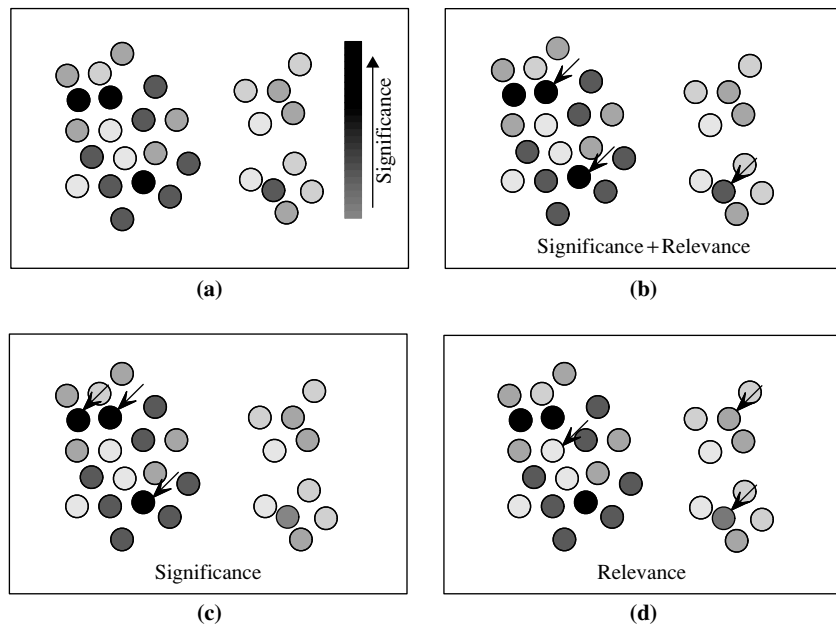 Significance
(a)
Significance + Relevance
(b)
Significance
(c)
Relevance
(d)